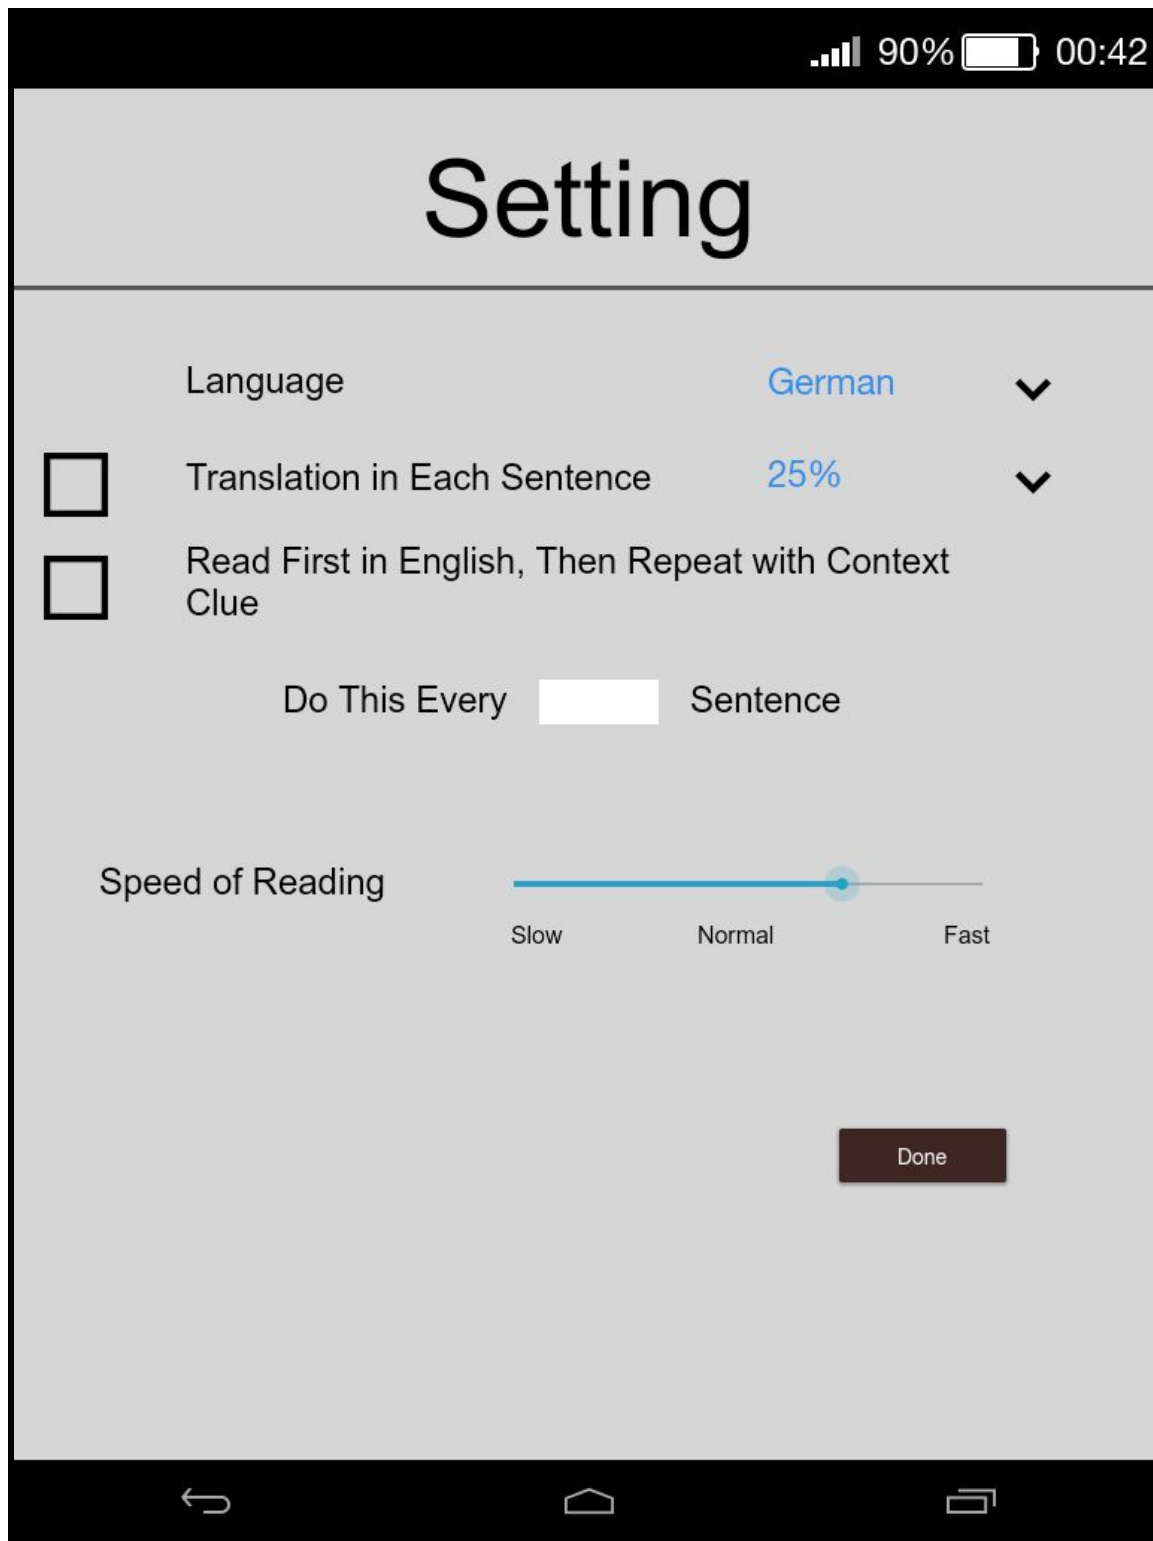 90% 00:42
Setting
Language German
Translation in Each Sentence 25%
Read First in English, Then Repeat with Context
Clue
Do This Every Sentence
Speed of Reading
Slow Normal Fast
Done